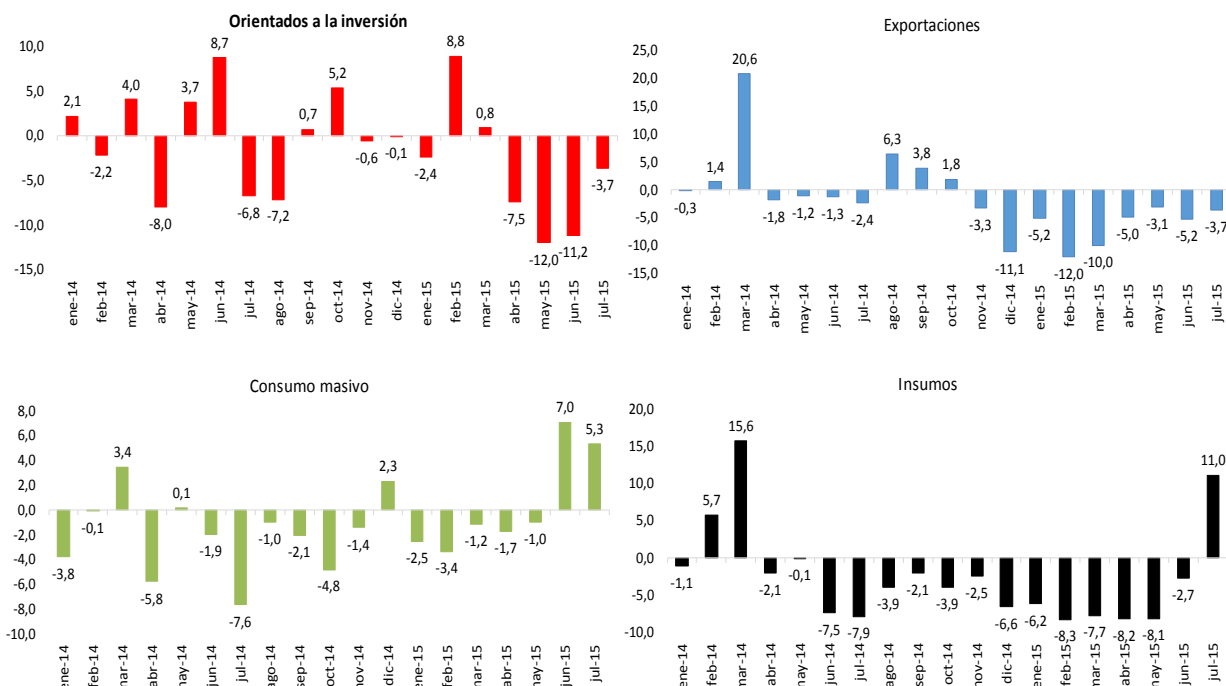 Orientados a la inversión
10,0
5,0
0,0
-5,0
-10,0
-15,0
2,1
-2,2
4,0
-8,0
3,7
8,7
-6,8
-7,2
0,7
5,2
-0,6
-0,1
-2,4
8,8
0,8
-7,5
-12,0
-11,2
-3,7
ene-14
feb-14
mar-14
abr-14
may-14
jun-14
jul-14
ago-14
sep-14
oct-14
nov-14
dic-14
ene-15
feb-15
mar-15
abr-15
may-15
jun-15
jul-15
Exportaciones
25,0
20,0
15,0
10,0
5,0
0,0
-5,0
-10,0
-15,0
-0,3
1,4
20,6
-1,8
-1,2
-1,3
-2,4
6,3
3,8
1,8
-3,3
-11,1
-5,2
-12,0
-10,0
-5,0
-3,1
-5,2
-3,7
ene-14
feb-14
mar-14
abr-14
may-14
jun-14
jul-14
ago-14
sep-14
oct-14
nov-14
dic-14
ene-15
feb-15
mar-15
abr-15
may-15
jun-15
jul-15
Consumo masivo
8,0
6,0
4,0
2,0
0,0
-2,0
-4,0
-6,0
-8,0
-10,0
-3,8
-0,1
3,4
-5,8
0,1
-1,9
-7,6
-1,0
-2,1
-4,8
-1,4
2,3
-2,5
-3,4
-1,2
-1,7
-1,0
7,0
5,3
ene-14
feb-14
mar-14
abr-14
may-14
jun-14
jul-14
ago-14
sep-14
oct-14
nov-14
dic-14
ene-15
feb-15
mar-15
abr-15
may-15
jun-15
jul-15
Insumos
20,0
15,0
10,0
5,0
0,0
-5,0
-10,0
-1,1
5,7
15,6
-2,1
-0,1
-7,5
-7,9
-3,9
-2,1
-3,9
-2,5
-6,6
-6,2
-8,3
-7,7
-8,2
-8,1
-2,7
11,0
ene-14
feb-14
mar-14
abr-14
may-14
jun-14
jul-14
ago-14
sep-14
oct-14
nov-14
dic-14
ene-15
feb-15
mar-15
abr-15
may-15
jun-15
jul-15